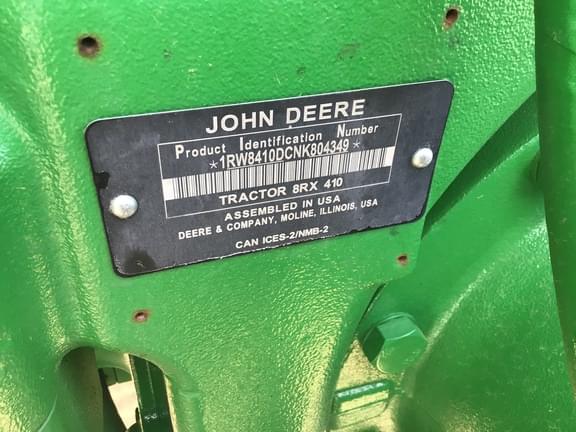 JOHN DEERE
Product Identification Number
*1RW8410DCNK804349*
TRACTOR 8RX 410
ASSEMBLED IN USA
DEERE & COMPANY, MOLINE, ILLINOIS, USA
CAN ICES-2/NMB-2